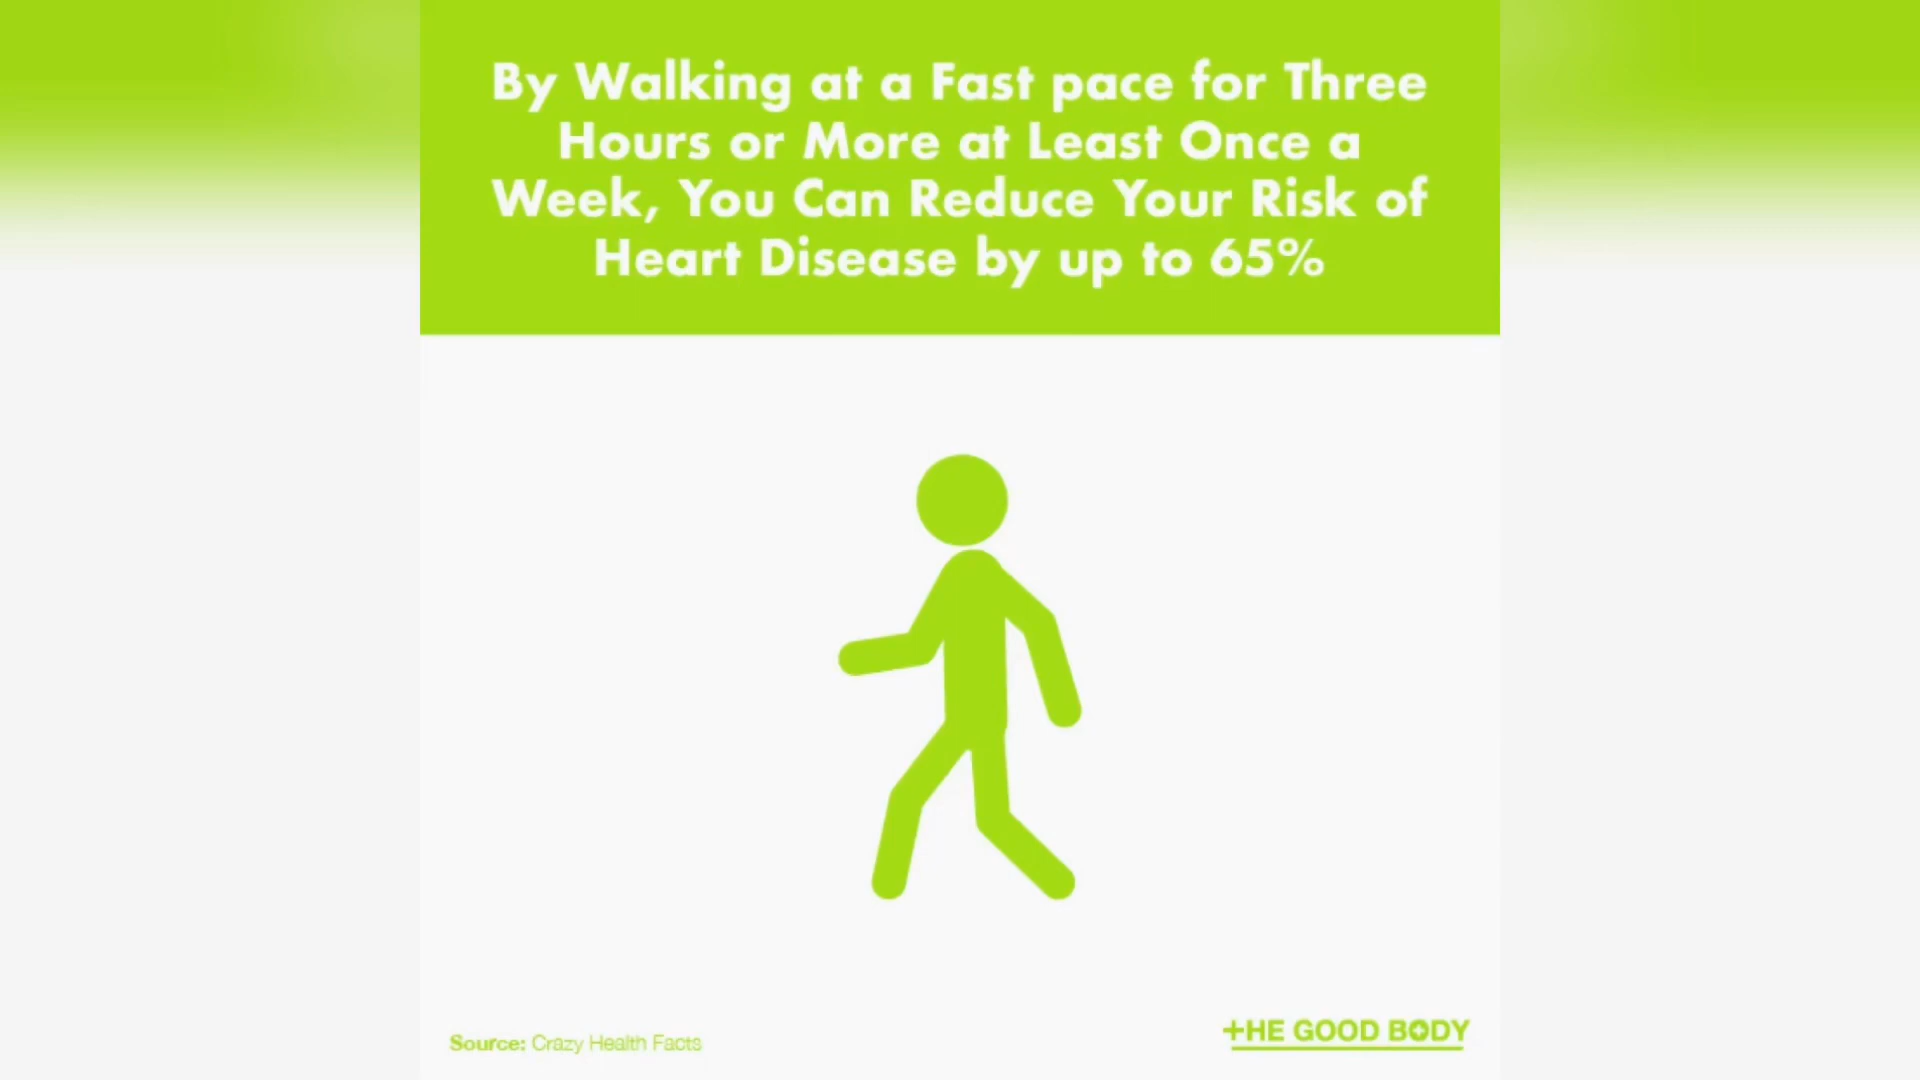 By Walking at a Fast pace for Three
Hours or More at Least Once a
Week, You Can Reduce Your Risk of
Heart Disease by up to 65%
Source: Crazy Health Facts
+HE GOOD BODY